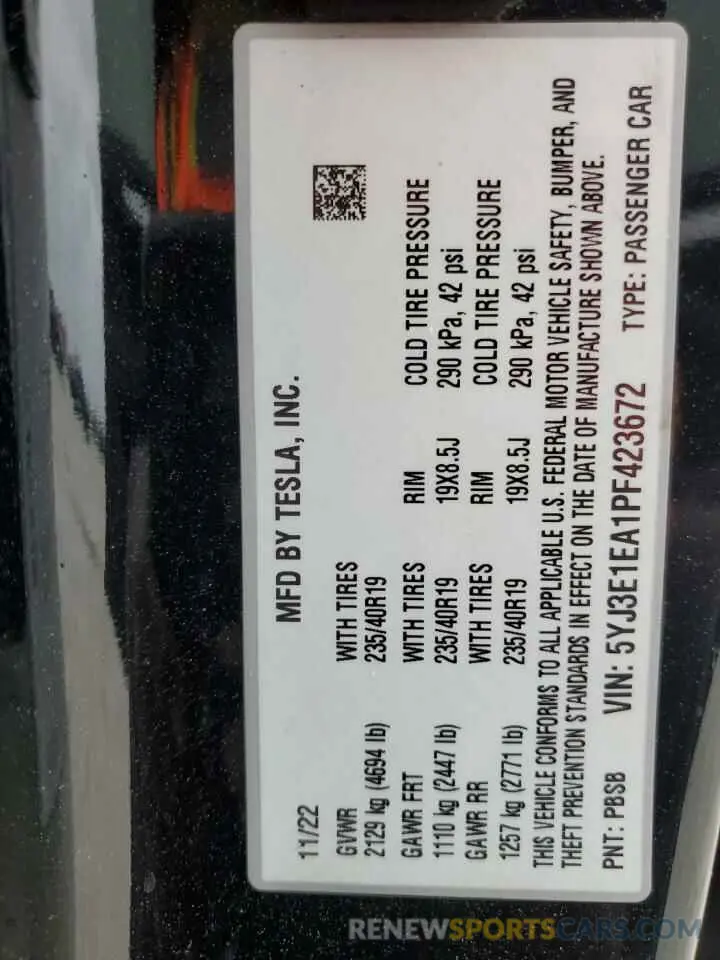 MFD BY TESLA, INC.
11/22
GVWR WITH TIRES
2129 kg (4694 lb) 235/40R19
GAWR FRT WITH TIRES RIM COLD TIRE PRESSURE
1110 kg (2447 lb) 235/40R19 19X8.5J 290 kPa, 42 psi
GAWR RR WITH TIRES RIM COLD TIRE PRESSURE
1257 kg (2771 lb) 235/40R19 19X8.5J 290 kPa, 42 psi
THIS VEHICLE CONFORMS TO ALL APPLICABLE U.S. FEDERAL MOTOR VEHICLE SAFETY, BUMPER, AND
THEFT PREVENTION STANDARDS IN EFFECT ON THE DATE OF MANUFACTURE SHOWN ABOVE.
PNT: PBSB VIN: 5YJ3E1EA1PF423672 TYPE: PASSENGER CAR
RENEWSPORTSCARS.COM